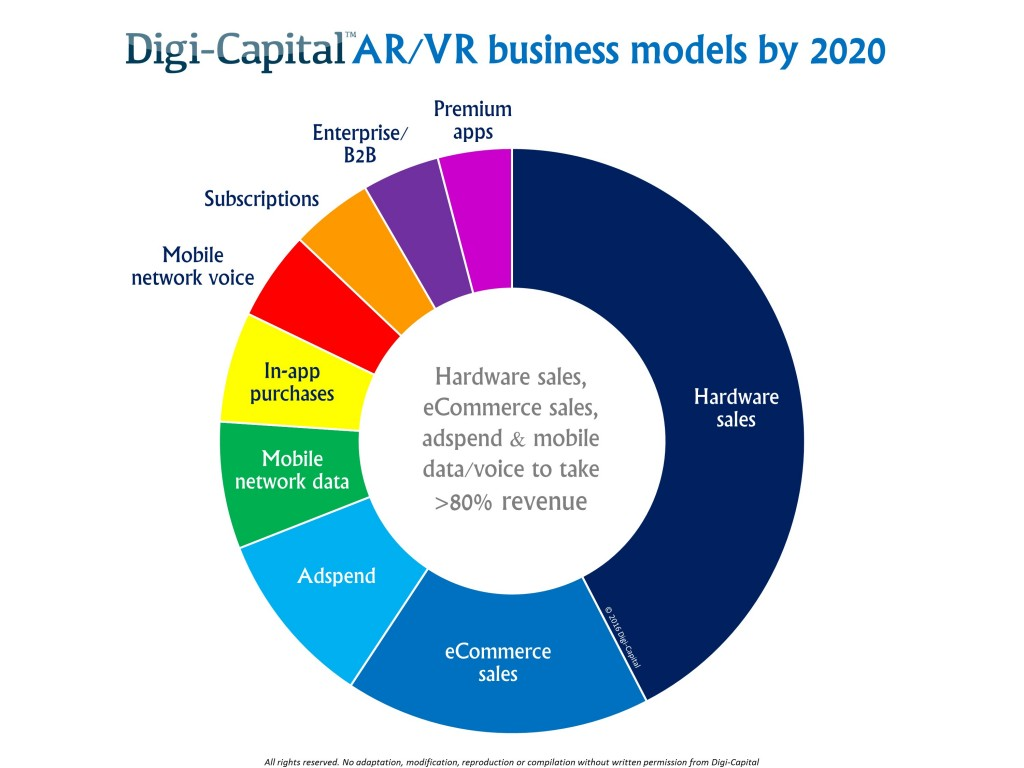 Digi-Capital™ AR/VR business models by 2020
Premium
apps
Enterprise/
B2B
Subscriptions
Mobile
network voice
In-app
purchases
Mobile
network data
Adspend
eCommerce
sales
Hardware
sales
Hardware sales,
eCommerce sales,
adspend & mobile
data/voice to take
>80% revenue
© 2016 Digi-Capital
All rights reserved. No adaptation, modification, reproduction or compilation without written permission from Digi-Capital